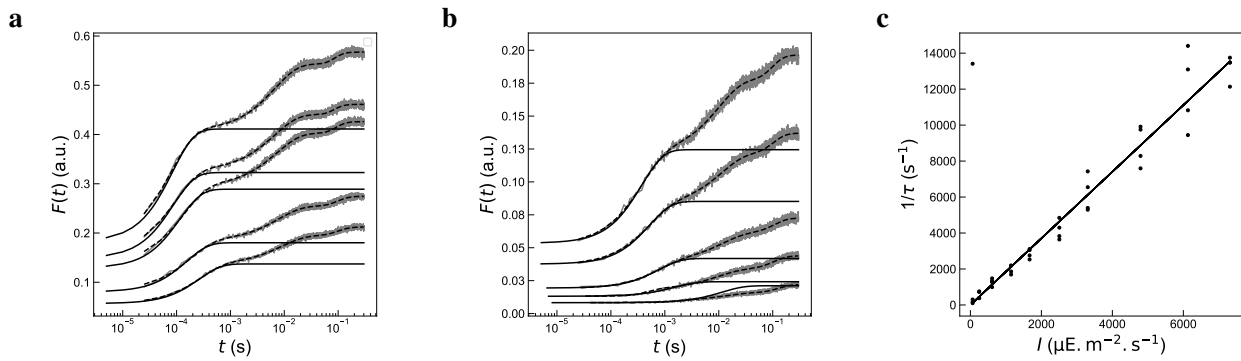 a
0.6
0.5
0.4
0.3
0.2
0.1
F(t) (a.u.)
10⁻⁵ 10⁻⁴ 10⁻³ 10⁻² 10⁻¹
t (s)
b
0.20
0.18
0.15
0.13
0.10
0.08
0.05
0.03
0.00
F(t) (a.u.)
10⁻⁵ 10⁻⁴ 10⁻³ 10⁻² 10⁻¹
t (s)
c
14000
12000
10000
8000
6000
4000
2000
0
1/τ (s⁻¹)
0 2000 4000 6000
I (μE. m⁻². s⁻¹)